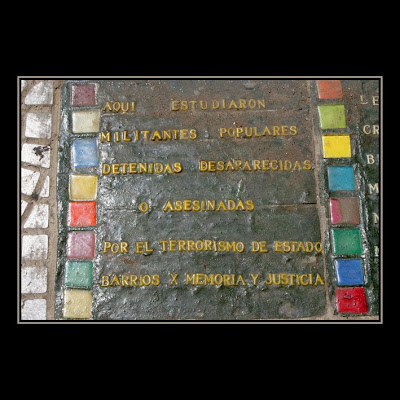 AQUI ESTUDIARON
MILITANTES POPULARES
DETENIDAS DESAPARECIDAS
O ASESINADAS
POR EL TERRORISMO DE ESTADO
BARRIOS X MEMORIA Y JUSTICIA